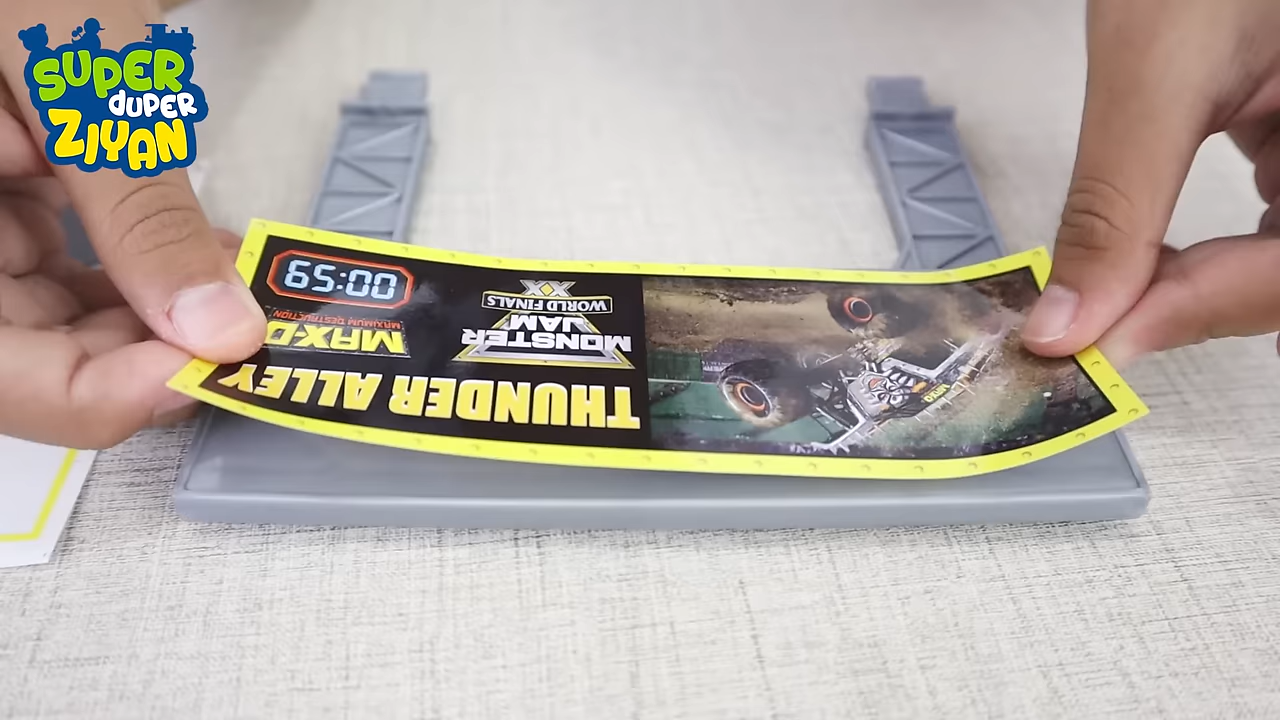 SUPER
DUPER
ZIYAN
THUNDER ALLEY
MONSTER
JAM
WORLD FINALS
XX
MAX-D
MAXIMUM DESTRUCTION
00:59